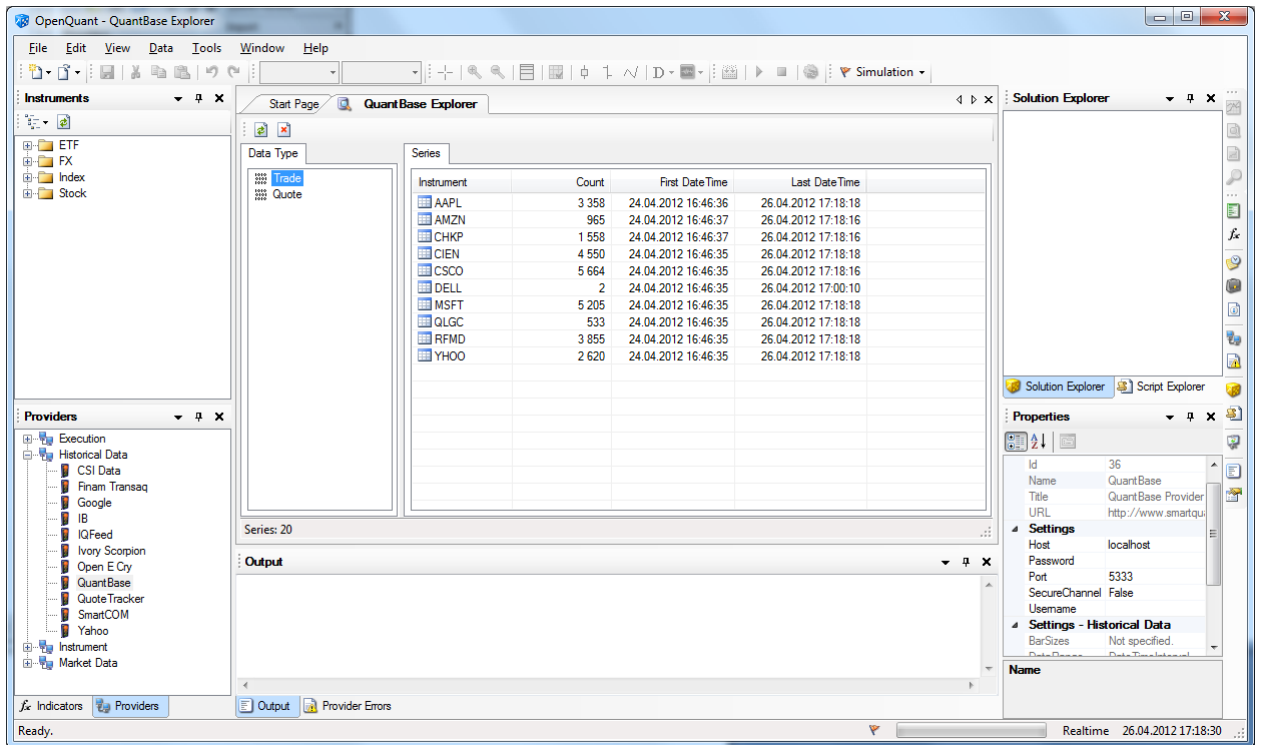 OpenQuant - QuantBase Explorer
File Edit View Data Tools Window Help
D
Simulation
Instruments
ETF
FX
Index
Stock
Providers
Execution
Historical Data
CSI Data
Finam Transaq
Google
IB
IQFeed
Ivory Scorpion
Open E Cry
QuantBase
QuoteTracker
SmartCOM
Yahoo
Instrument
Market Data
fx Indicators Providers
Start Page QuantBase Explorer
Data Type
Trade
Quote
Series
Instrument Count First DateTime Last DateTime
AAPL 3 358 24.04.2012 16:46:36 26.04.2012 17:18:18
AMZN 965 24.04.2012 16:46:37 26.04.2012 17:18:16
CHKP 1 558 24.04.2012 16:46:37 26.04.2012 17:18:16
CIEN 4 550 24.04.2012 16:46:35 26.04.2012 17:18:18
CSCO 5 664 24.04.2012 16:46:35 26.04.2012 17:18:16
DELL 2 24.04.2012 16:46:35 26.04.2012 17:00:10
MSFT 5 205 24.04.2012 16:46:35 26.04.2012 17:18:18
QLGC 533 24.04.2012 16:46:35 26.04.2012 17:18:18
RFMD 3 855 24.04.2012 16:46:35 26.04.2012 17:18:18
YHOO 2 620 24.04.2012 16:46:35 26.04.2012 17:18:18
Series: 20
Output
Output Provider Errors
Solution Explorer
Solution Explorer Script Explorer
Properties
Id 36
Name QuantBase
Title QuantBase Provider
URL http://www.smartqu
Settings
Host localhost
Password
Port 5333
SecureChannel False
Username
Settings - Historical Data
BarSizes Not specified.
DataRange DateTimeInterval
Name
fx
Ready.
Realtime 26.04.2012 17:18:30